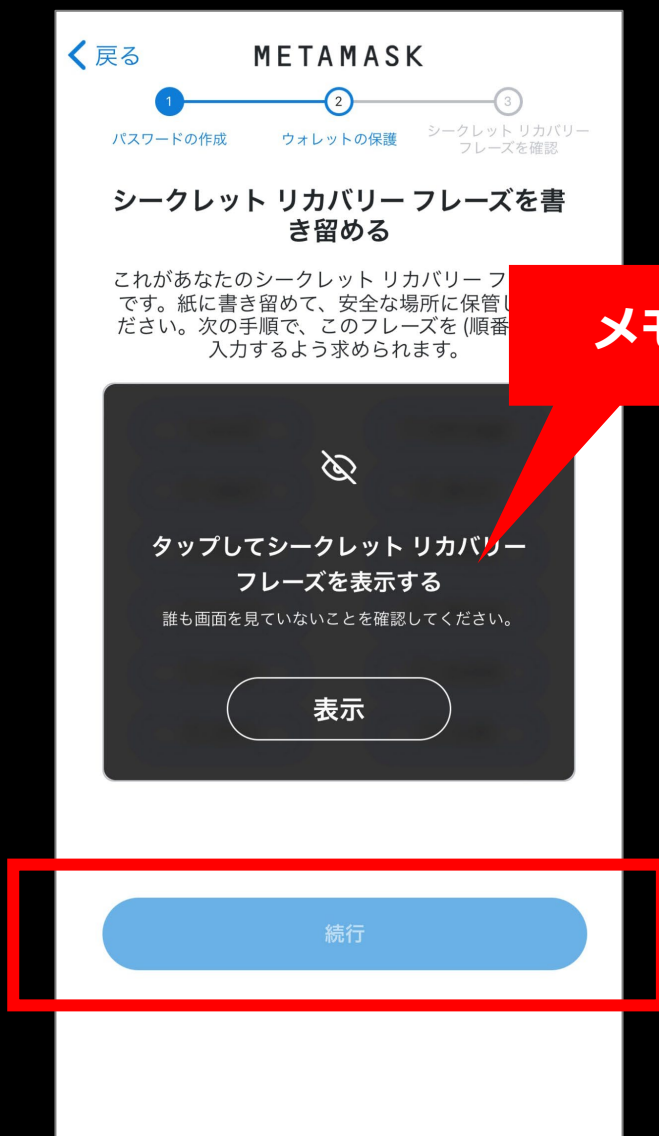 戻る
METAMASK
1
2
3
パスワードの作成
ウォレットの保護
シークレット リカバリー
フレーズを確認
シークレット リカバリー フレーズを書
き留める
これがあなたのシークレット リカバリー フ
です。紙に書き留めて、安全な場所に保管し
ださい。次の手順で、このフレーズを (順番
入力するよう求められます。
メモ
タップしてシークレット リカバリー
フレーズを表示する
誰も画面を見ていないことを確認してください。
表示
続行